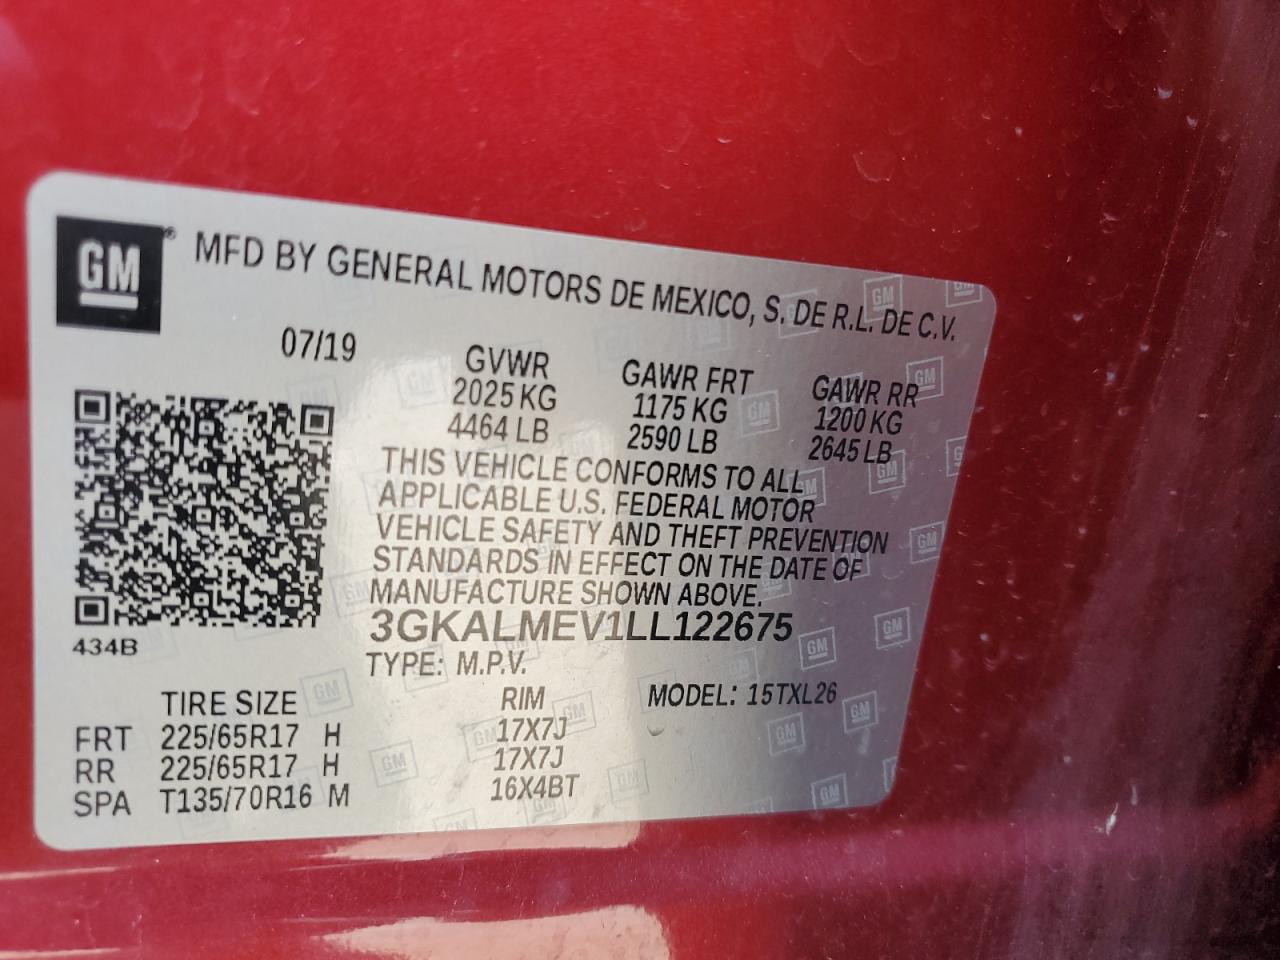 GM® MFD BY GENERAL MOTORS DE MEXICO, S. DE R.L. DE C.V.
07/19
GVWR GAWR FRT GAWR RR
2025 KG 1175 KG 1200 KG
4464 LB 2590 LB 2645 LB
THIS VEHICLE CONFORMS TO ALL
APPLICABLE U.S. FEDERAL MOTOR
VEHICLE SAFETY AND THEFT PREVENTION
STANDARDS IN EFFECT ON THE DATE OF
MANUFACTURE SHOWN ABOVE.
3GKALMEV1LL122675
434B
TYPE: M.P.V.
TIRE SIZE RIM MODEL: 15TXL26
FRT 225/65R17 H 17X7J
RR 225/65R17 H 17X7J
SPA T135/70R16 M 16X4BT